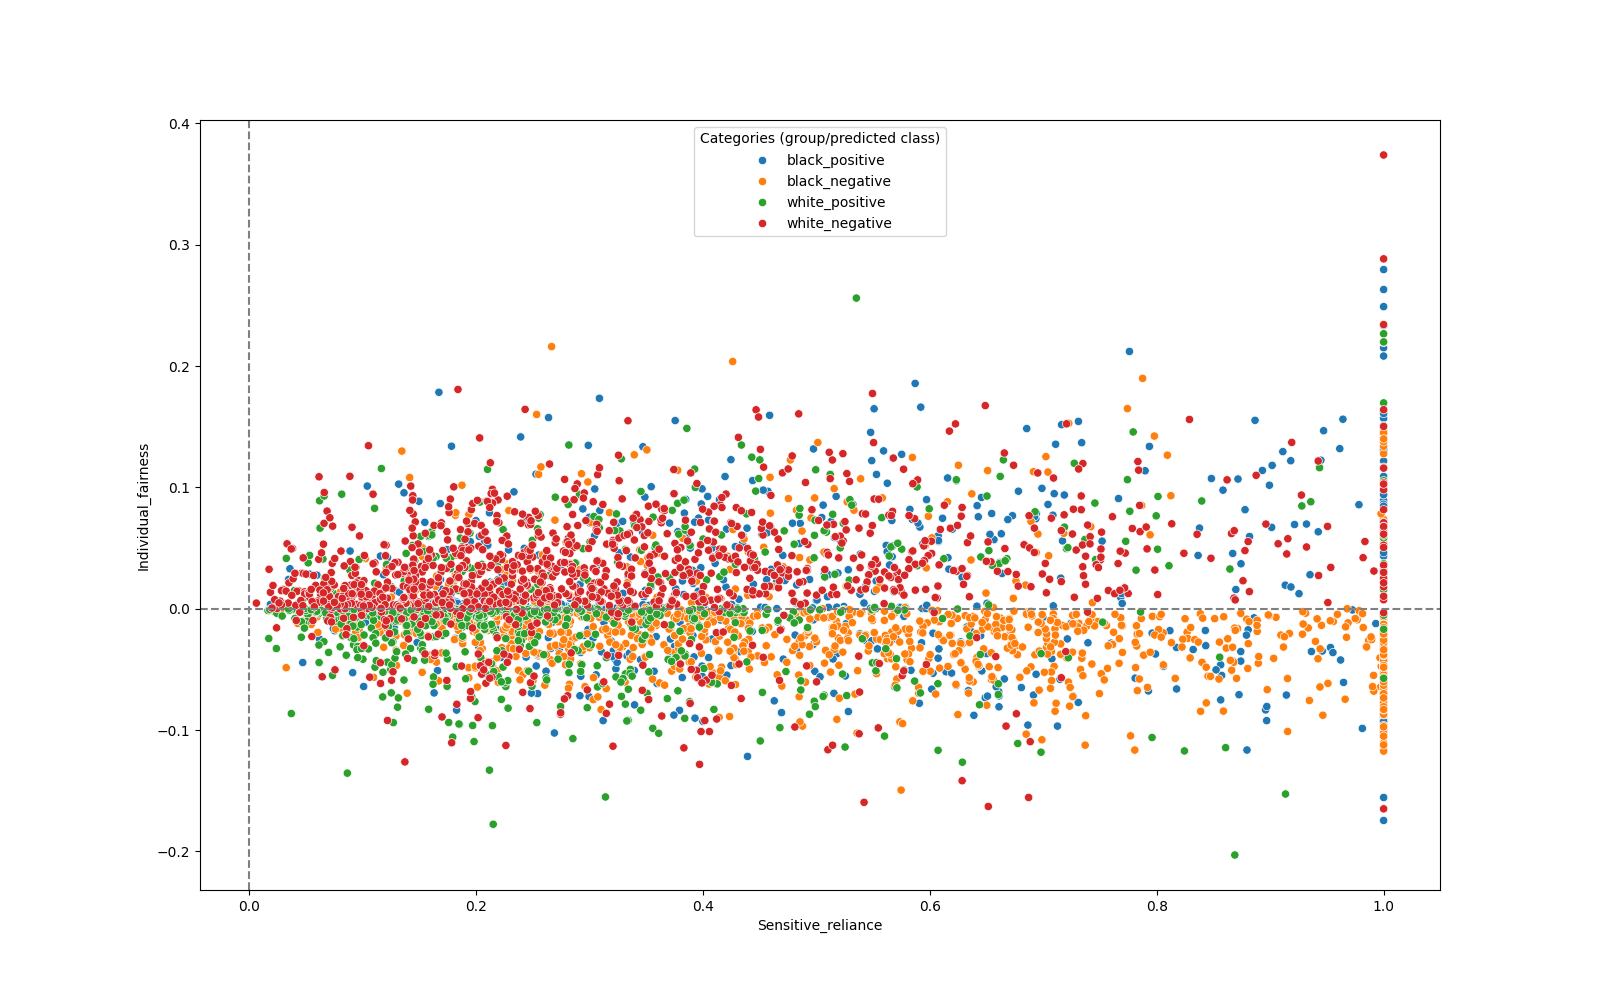 Categories (group/predicted class)
black_positive
black_negative
white_positive
white_negative
Individual_fairness
0.4
0.3
0.2
0.1
0.0
−0.1
−0.2
0.0 0.2 0.4 0.6 0.8 1.0
Sensitive_reliance